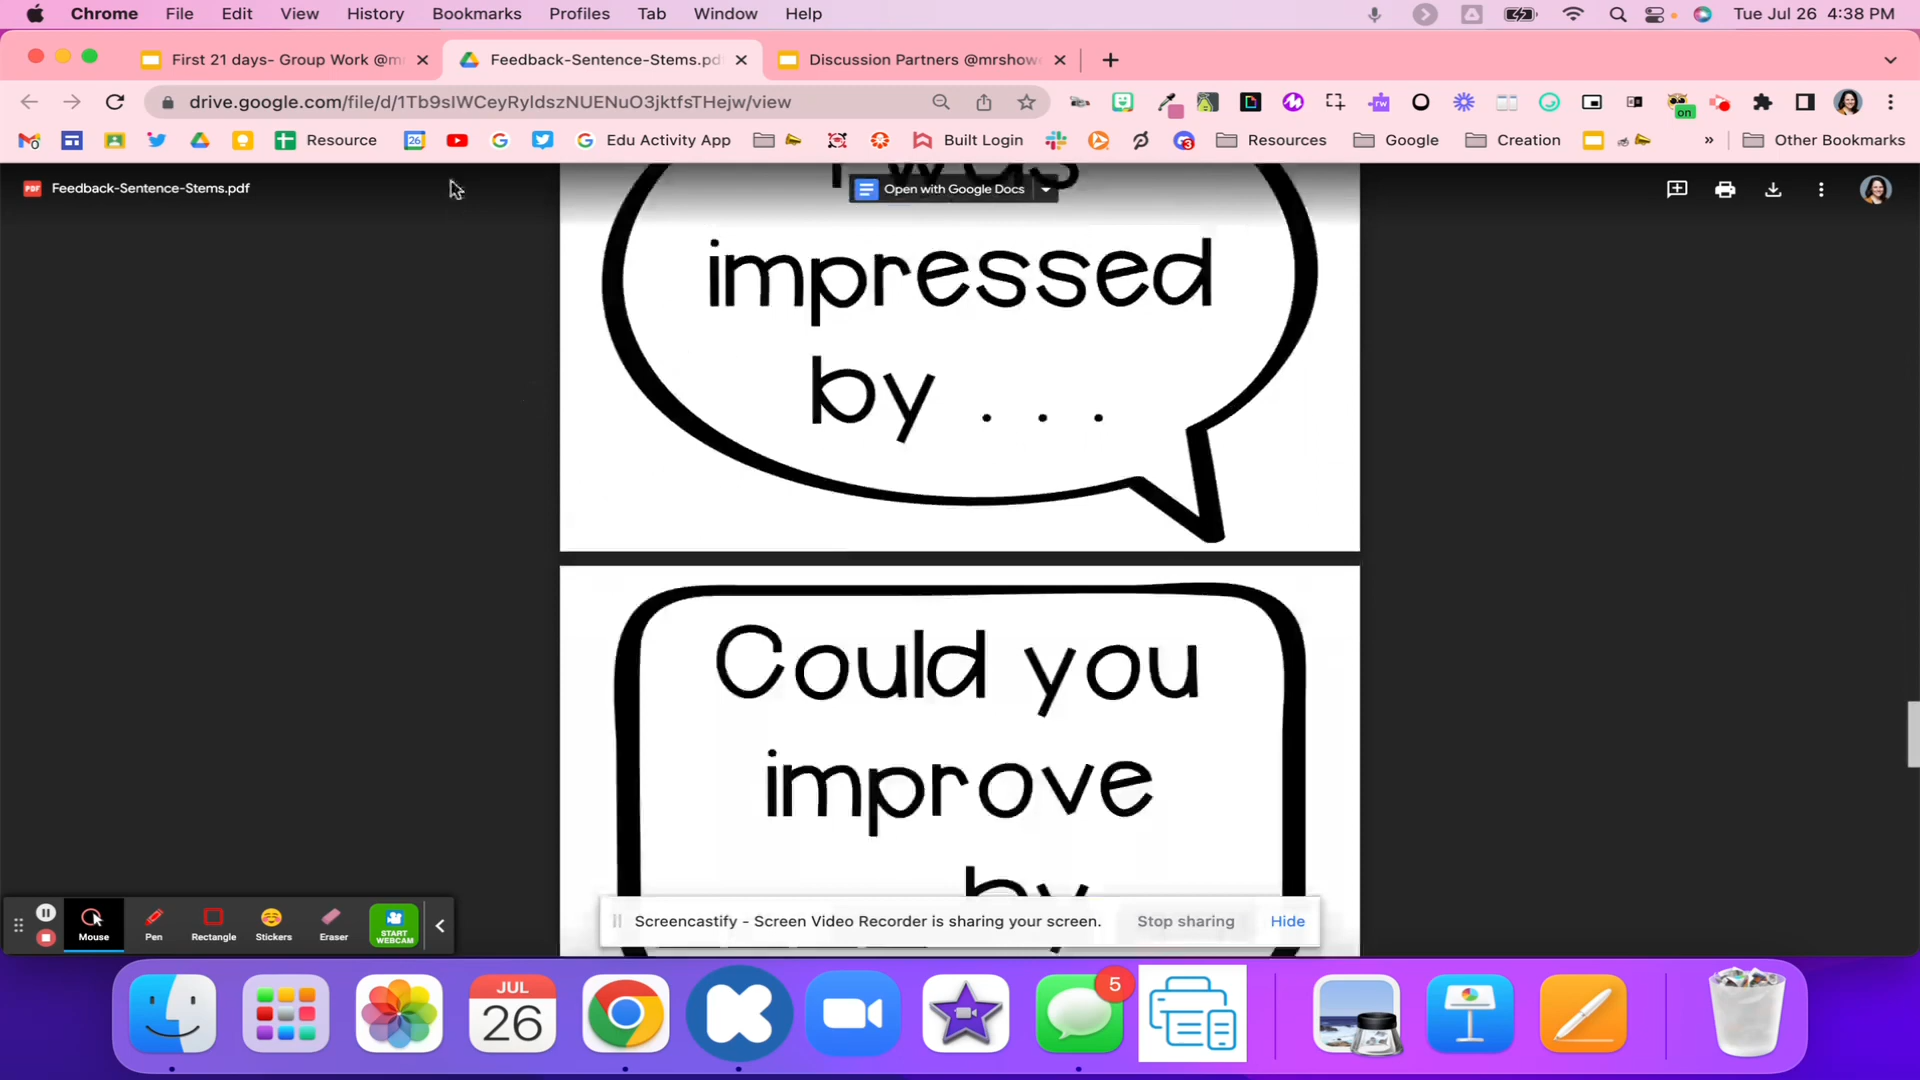 Chrome File Edit View History Bookmarks Profiles Tab Window Help Tue Jul 26 4:38 PM
First 21 days- Group Work @m
Feedback-Sentence-Stems.pd
Discussion Partners @mrshow
drive.google.com/file/d/1Tb9sIWCeyRyldszNUENuO3jktfsTHejw/view
on
Resource 26 Edu Activity App Built Login Resources Google Creation » Other Bookmarks
PDF Feedback-Sentence-Stems.pdf
Open with Google Docs
impressed
by . . .
Could you
improve
by
Mouse Pen Rectangle Stickers Eraser START WEBCAM
Screencastify - Screen Video Recorder is sharing your screen. Stop sharing Hide
JUL
26
5